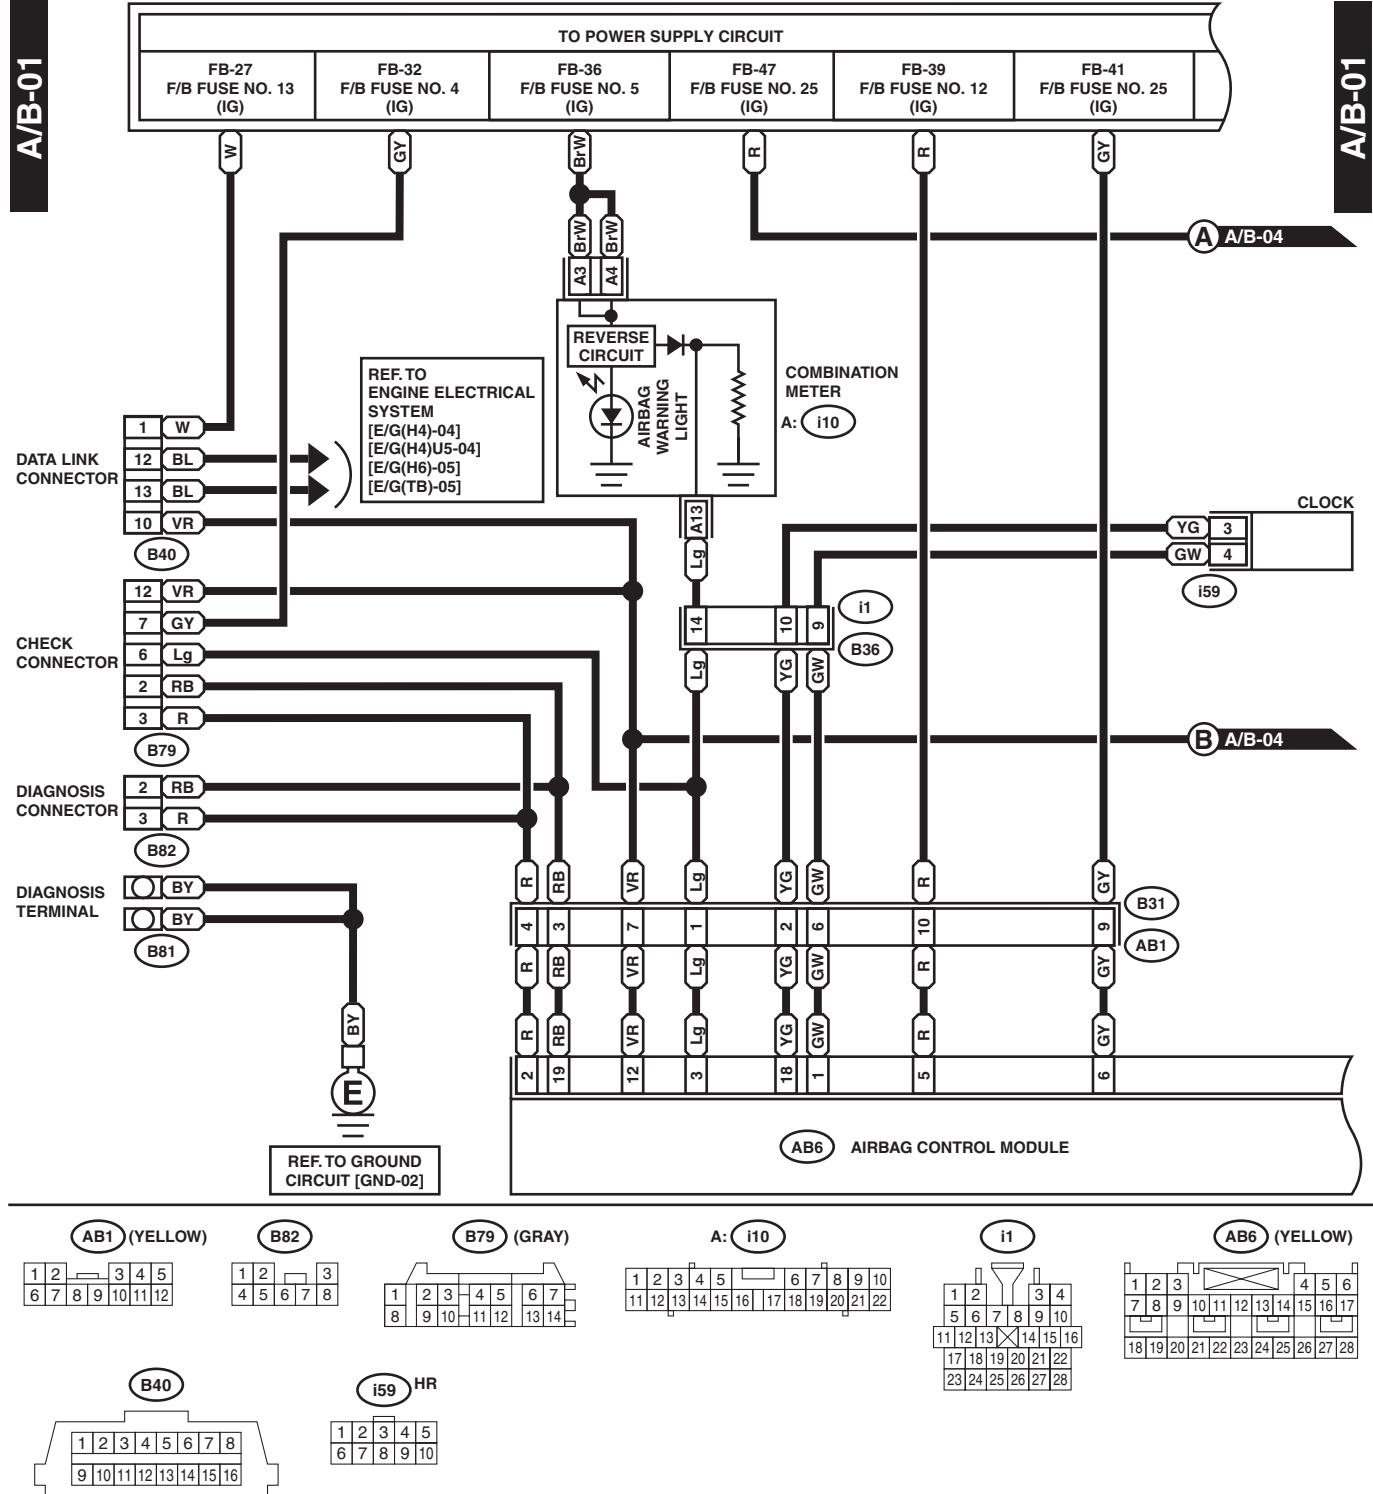 A/B-01
A/B-01
TO POWER SUPPLY CIRCUIT
FB-27
F/B FUSE NO. 13
(IG)
FB-32
F/B FUSE NO. 4
(IG)
FB-36
F/B FUSE NO. 5
(IG)
FB-47
F/B FUSE NO. 25
(IG)
FB-39
F/B FUSE NO. 12
(IG)
FB-41
F/B FUSE NO. 25
(IG)
W
GY
BrW
R
R
GY
BrW
BrW
A3
A4
A A/B-04
REVERSE
CIRCUIT
AIRBAG
WARNING
LIGHT
COMBINATION
METER
A: i10
REF. TO
ENGINE ELECTRICAL
SYSTEM
[E/G(H4)-04]
[E/G(H4)U5-04]
[E/G(H6)-05]
[E/G(TB)-05]
DATA LINK
CONNECTOR
1 W
12 BL
13 BL
10 VR
B40
A13
Lg
CLOCK
YG 3
GW 4
i59
CHECK
CONNECTOR
12 VR
7 GY
6 Lg
2 RB
3 R
B79
14
10
9
i1
B36
Lg
YG
GW
B A/B-04
DIAGNOSIS
CONNECTOR
2 RB
3 R
B82
DIAGNOSIS
TERMINAL
BY
BY
B81
BY
E
REF. TO GROUND
CIRCUIT [GND-02]
R RB VR Lg YG GW R GY
B31
4 3 7 1 2 6 10 9
AB1
R RB VR Lg YG GW R GY
R RB VR Lg YG GW R GY
2 19 12 3 18 1 5 6
AB6 AIRBAG CONTROL MODULE
AB1 (YELLOW)
1 2 3 4 5
6 7 8 9 10 11 12
B82
1 2 3
4 5 6 7 8
B79 (GRAY)
1 2 3 4 5 6 7
8 9 10 11 12 13 14
A: i10
1 2 3 4 5 6 7 8 9 10
11 12 13 14 15 16 17 18 19 20 21 22
i1
1 2 3 4
5 6 7 8 9 10
11 12 13 14 15 16
17 18 19 20 21 22
23 24 25 26 27 28
AB6 (YELLOW)
1 2 3 4 5 6
7 8 9 10 11 12 13 14 15 16 17
18 19 20 21 22 23 24 25 26 27 28
B40
1 2 3 4 5 6 7 8
9 10 11 12 13 14 15 16
i59 HR
1 2 3 4 5
6 7 8 9 10